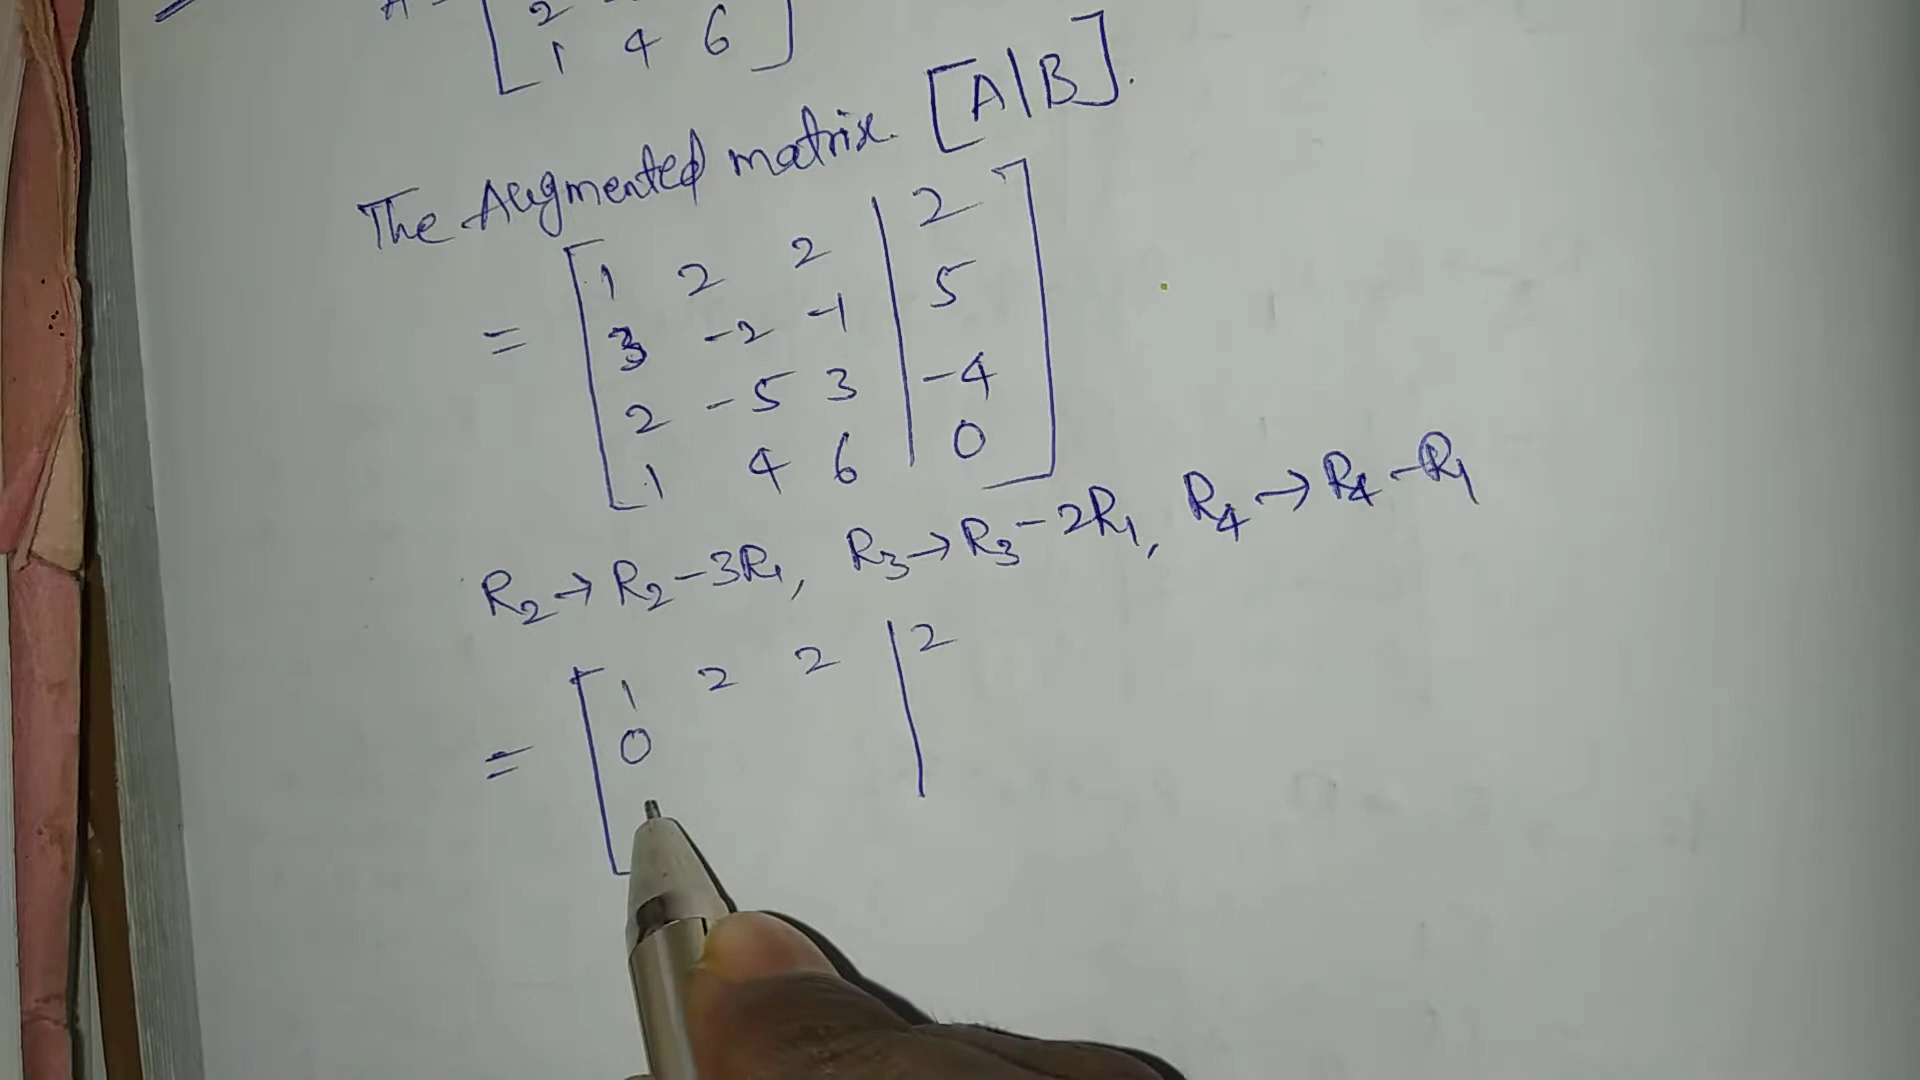 A
2
1 4 6
The Augmented matrix. [A|B].
= [1 2 2 | 2
3 -2 -1 | 5
2 -5 3 | -4
1 4 6 | 0]
R₂→R₂-3R₁, R₃→R₃-2R₁, R₄→R₄-R₁
= [1 2 2 | 2
0